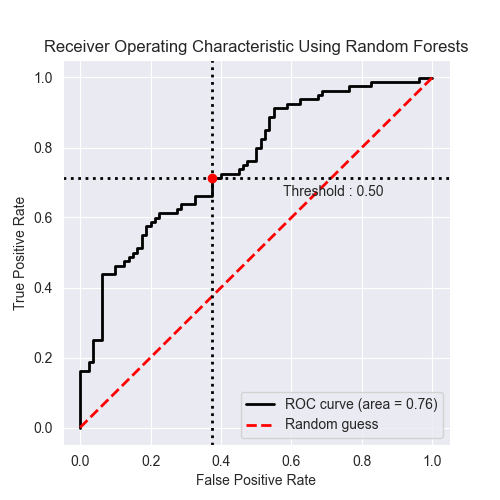 Receiver Operating Characteristic Using Random Forests
1.0
0.8
0.6
0.4
0.2
0.0
True Positive Rate
Threshold : 0.50
ROC curve (area = 0.76)
Random guess
0.0 0.2 0.4 0.6 0.8 1.0
False Positive Rate